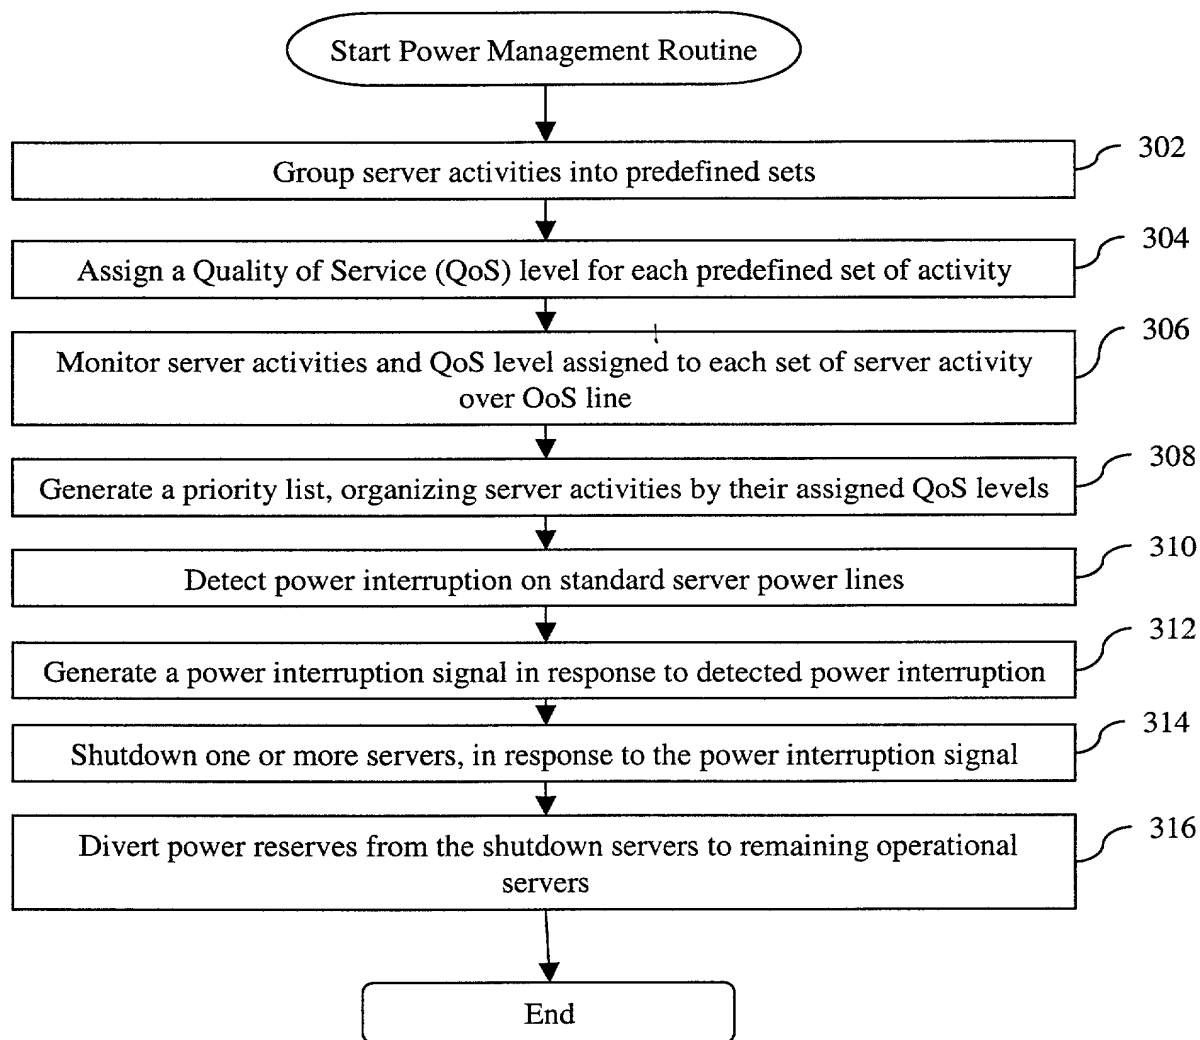 Start Power Management Routine
302
Group server activities into predefined sets
304
Assign a Quality of Service (QoS) level for each predefined set of activity
306
Monitor server activities and QoS level assigned to each set of server activity
over OoS line
308
Generate a priority list, organizing server activities by their assigned QoS levels
310
Detect power interruption on standard server power lines
312
Generate a power interruption signal in response to detected power interruption
314
Shutdown one or more servers, in response to the power interruption signal
316
Divert power reserves from the shutdown servers to remaining operational
servers
End